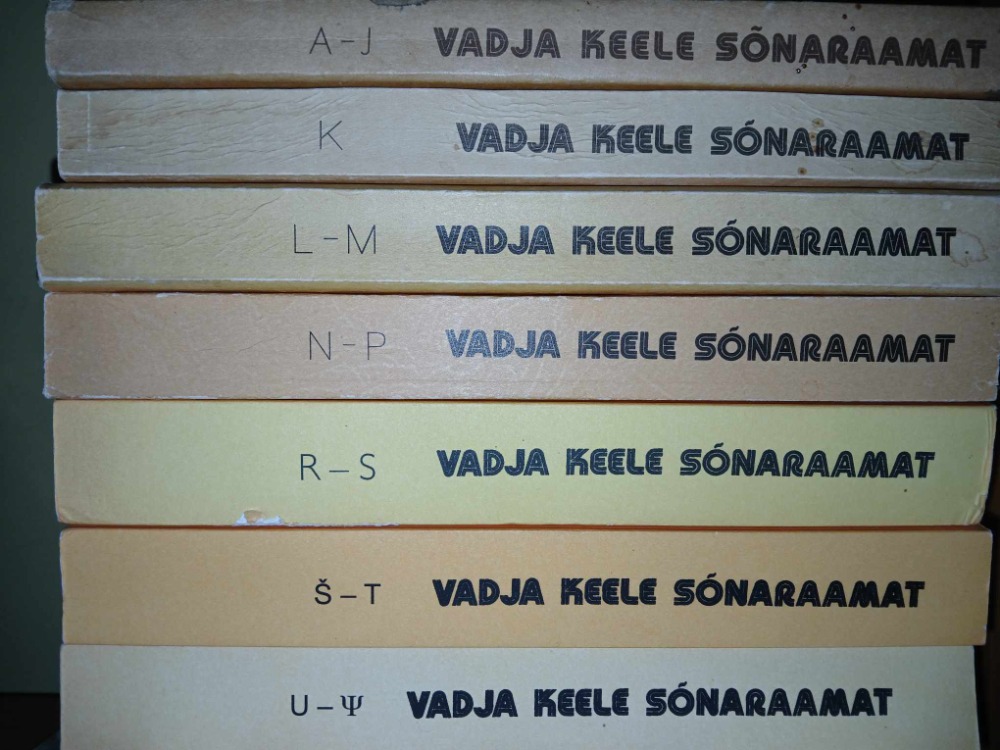 A-J VADJA KEELE SÕNARAAMAT
K VADJA KEELE SÕNARAAMAT
L-M VADJA KEELE SÓNARAAMAT
N-P VADJA KEELE SÓNARAAMAT
R-S VADJA KEELE SÓNARAAMAT
Š-T VADJA KEELE SÓNARAAMAT
U-Ψ VADJA KEELE SÓNARAAMAT